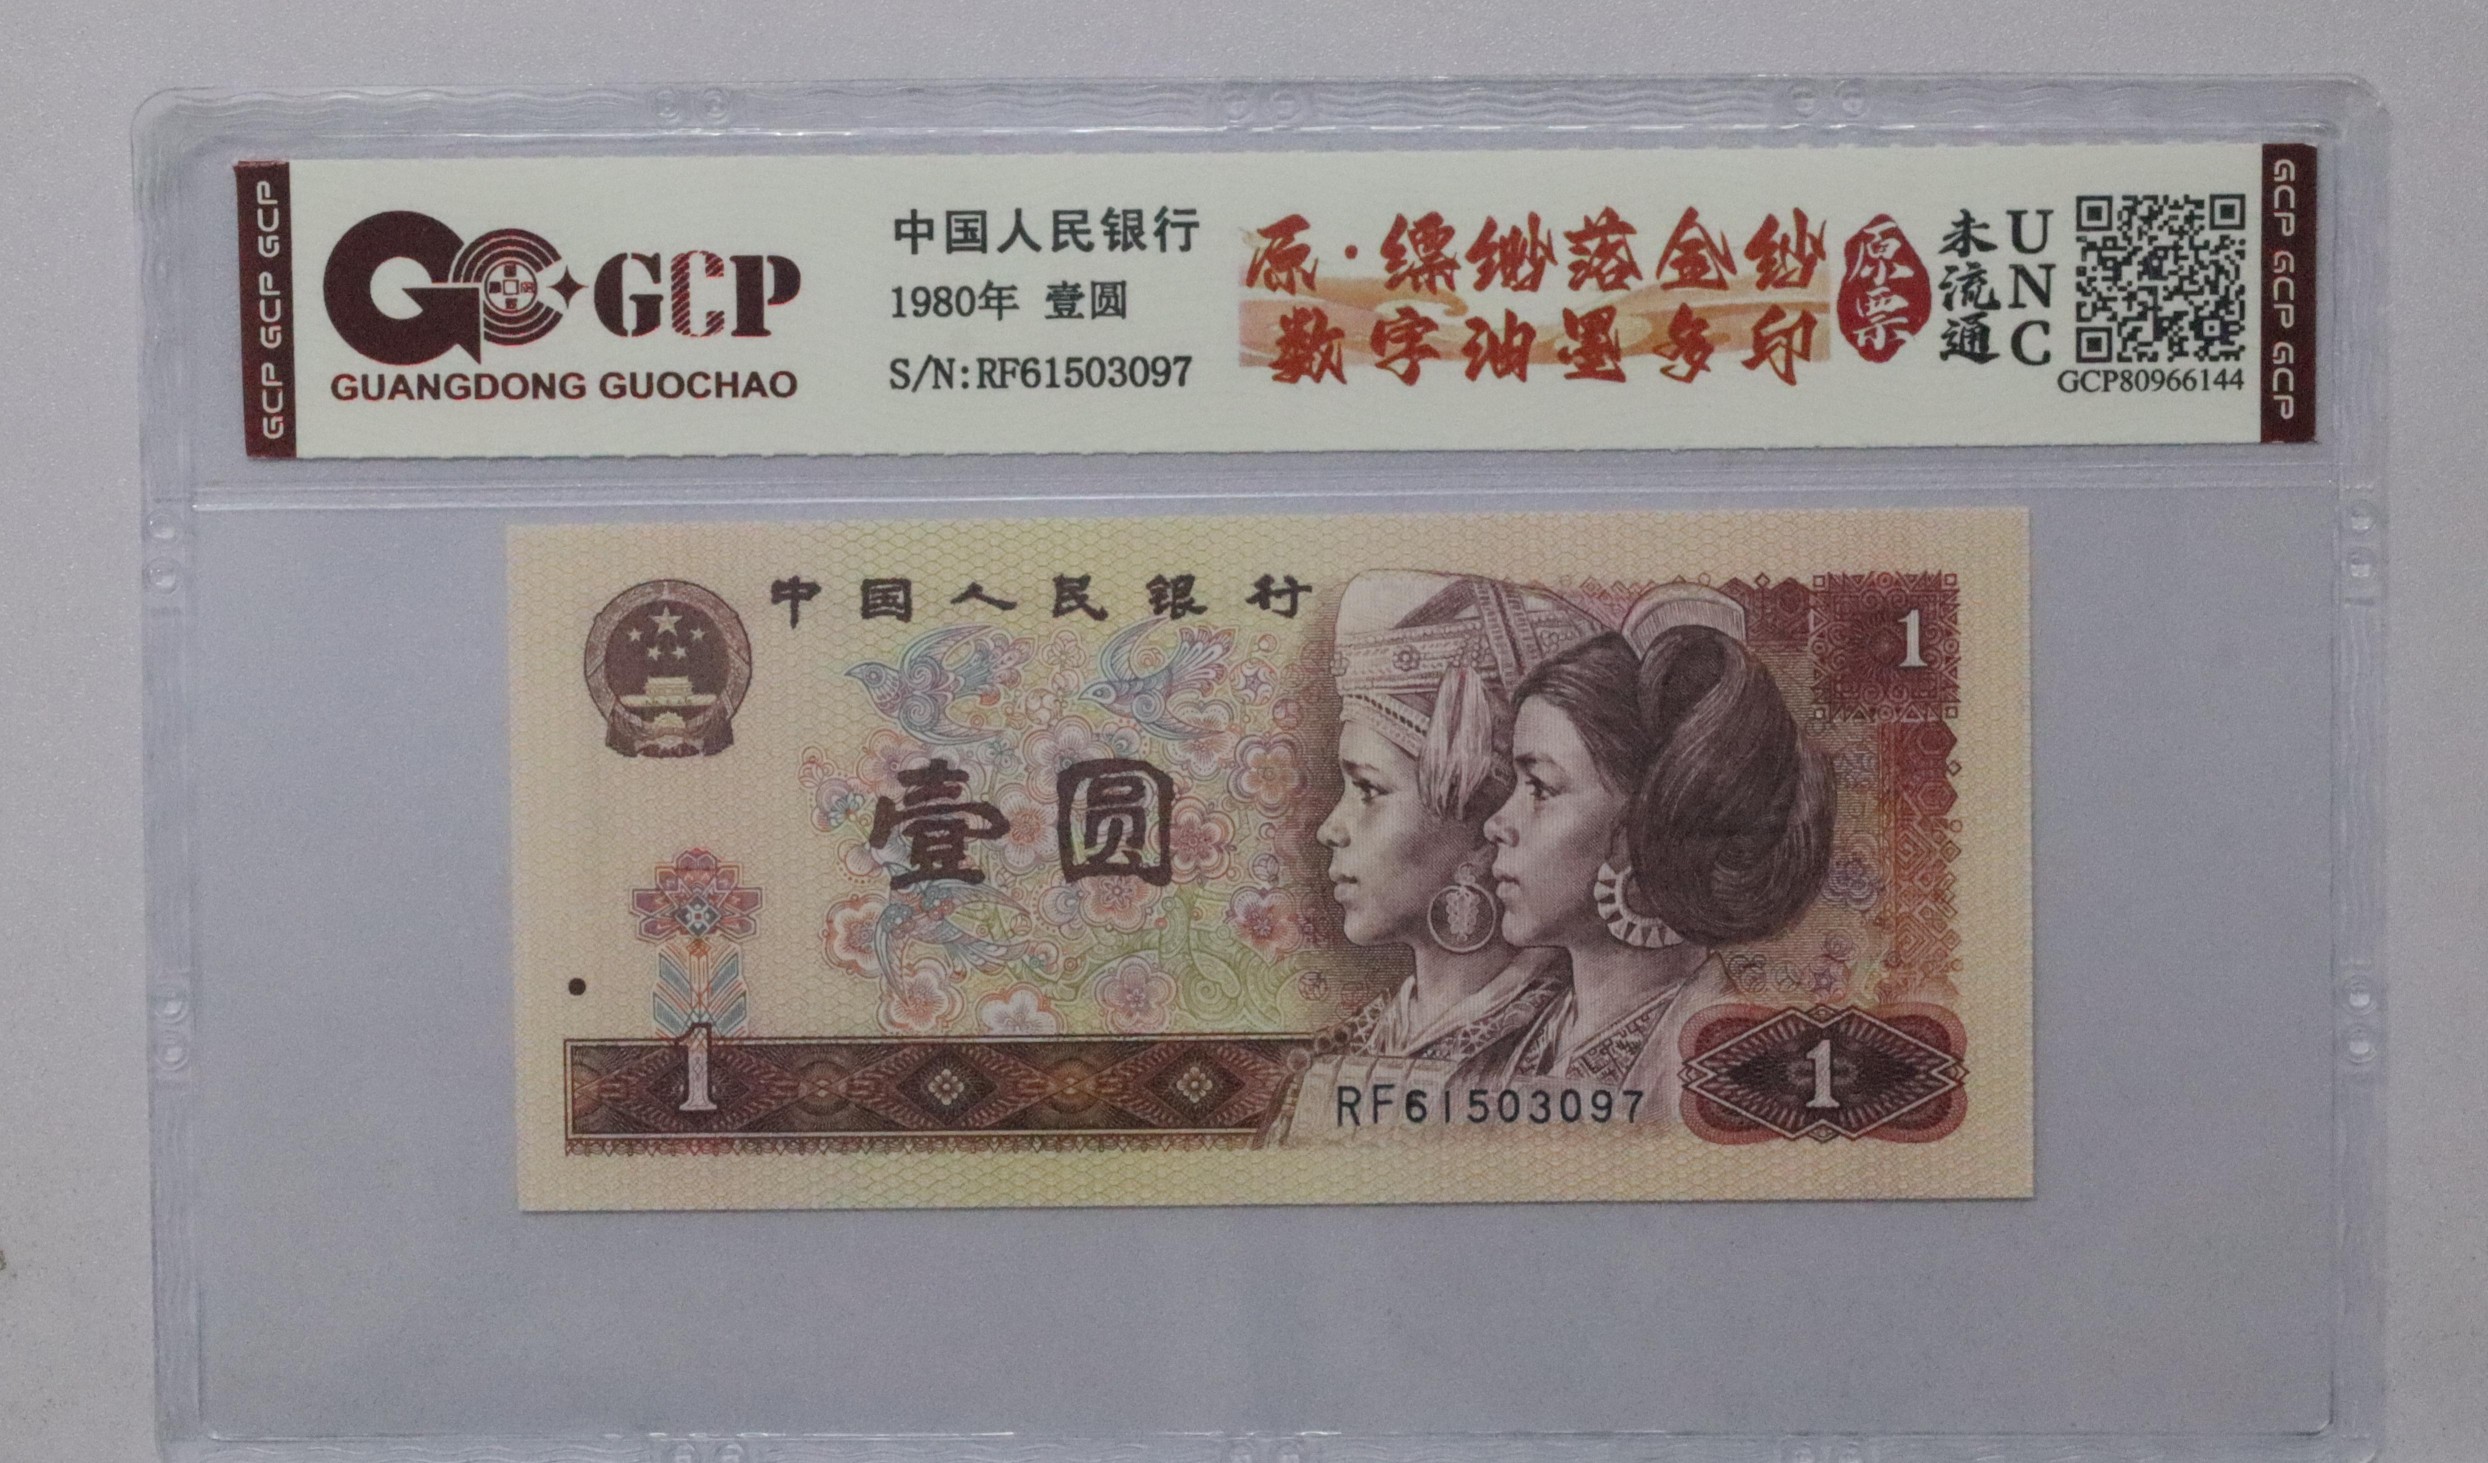 GCP GCP GCP
GCP
GUANGDONG GUOCHAO
中国人民银行
1980年 壹圆
S/N:RF61503097
原·缥缈落金纱
数字油墨多印
原票
未流通
UNC
GCP80966144
GCP GCP GCP
中国人民银行
1
壹圆
1
RF61503097
1